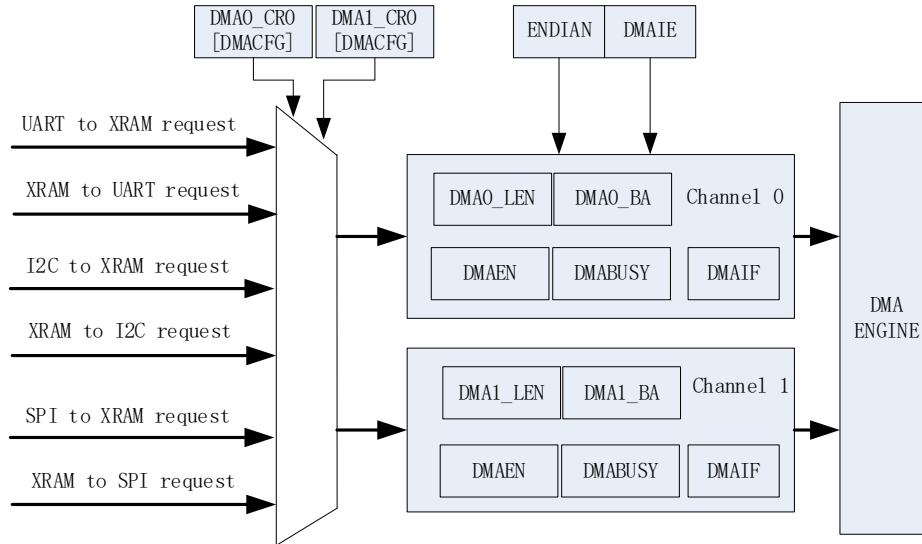 DMA0_CR0
[DMACFG]
DMA1_CR0
[DMACFG]
ENDIAN
DMAIE
UART to XRAM request
XRAM to UART request
I2C to XRAM request
XRAM to I2C request
SPI to XRAM request
XRAM to SPI request
DMA0_LEN
DMA0_BA
Channel 0
DMAEN
DMABUSY
DMAIF
DMA1_LEN
DMA1_BA
Channel 1
DMAEN
DMABUSY
DMAIF
DMA
ENGINE